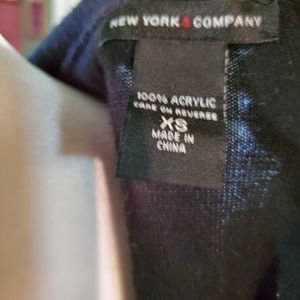 NEW YORK & COMPANY
100% ACRYLIC
CARE ON REVERSE
XS
MADE IN
CHINA